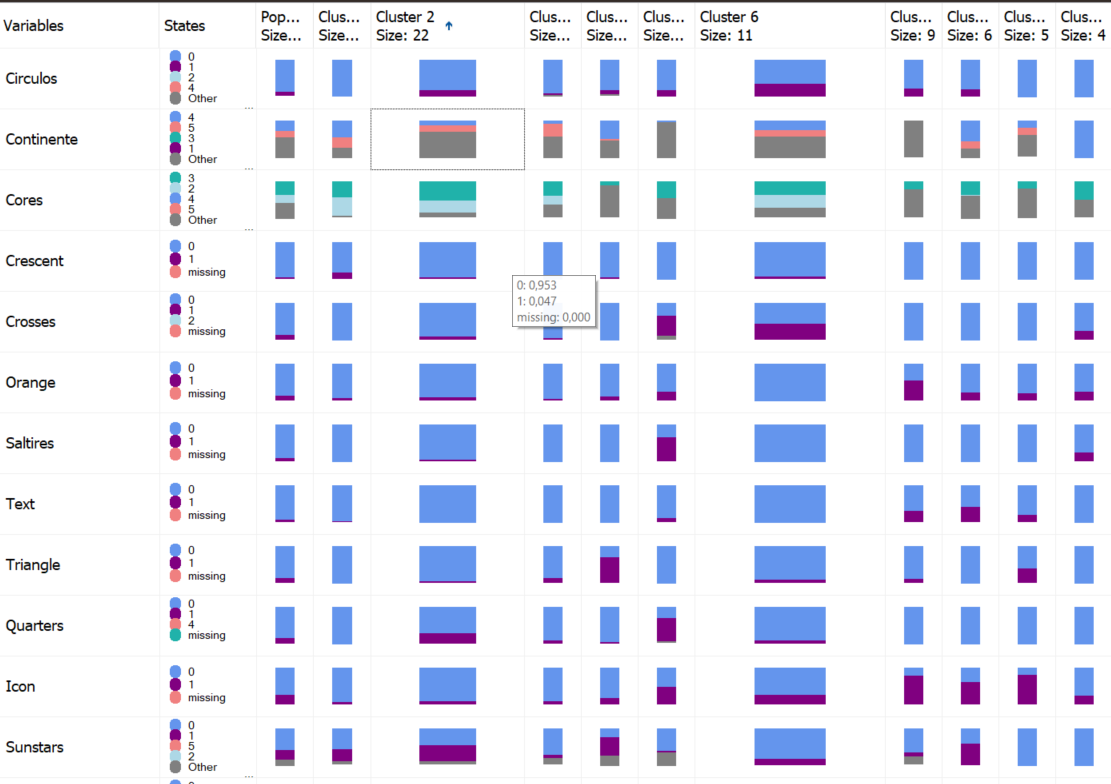 Variables States Pop... Size... Clus... Size... Cluster 2 Size: 22 Clus... Size... Clus... Size... Clus... Size... Cluster 6 Size: 11 Clus... Size: 9 Clus... Size: 6 Clus... Size: 5 Clus... Size: 4
Circulos
0
1
2
4
Other
...
Continente
4
5
3
1
Other
Cores
3
2
4
5
Other
...
Crescent
0
1
missing
0: 0,953
1: 0,047
missing: 0,000
Crosses
0
1
2
missing
Orange
0
1
missing
Saltires
0
1
missing
Text
0
1
missing
Triangle
0
1
missing
Quarters
0
1
4
missing
Icon
0
1
missing
Sunstars
0
1
5
2
Other
...